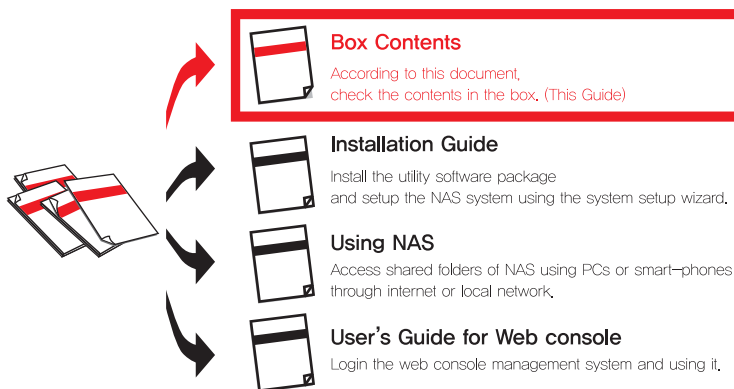 Box Contents
According to this document,
check the contents in the box. (This Guide)
Installation Guide
Install the utility software package
and setup the NAS system using the system setup wizard.
Using NAS
Access shared folders of NAS using PCs or smart-phones
through internet or local network.
User's Guide for Web console
Login the web console management system and using it.